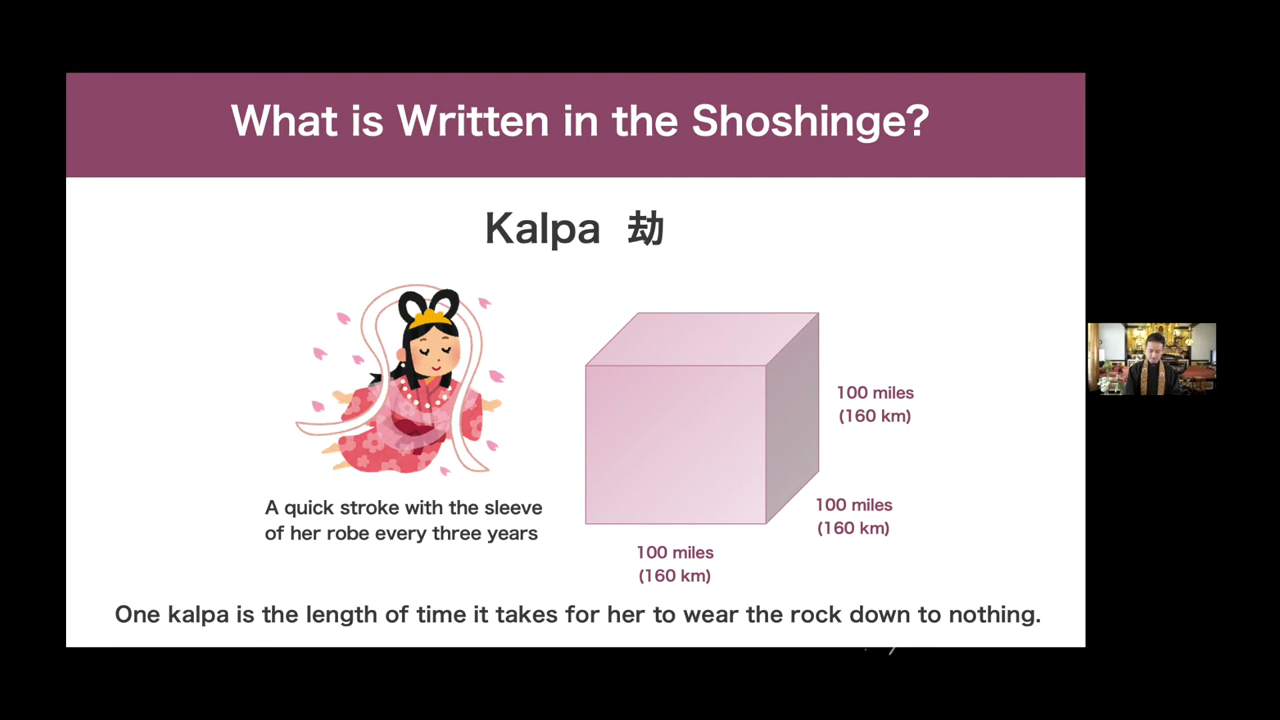 What is Written in the Shoshinge?
Kalpa 劫
100 miles
(160 km)
A quick stroke with the sleeve
of her robe every three years
100 miles
(160 km)
100 miles
(160 km)
One kalpa is the length of time it takes for her to wear the rock down to nothing.